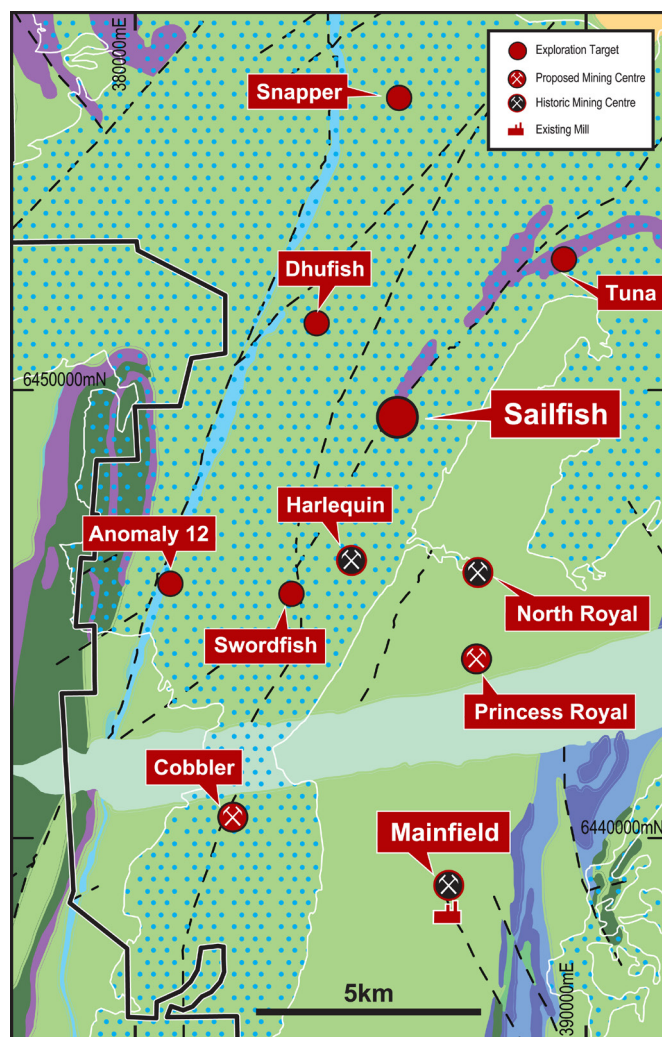 380000mE
Exploration Target
Proposed Mining Centre
Historic Mining Centre
Existing Mill
Snapper
Dhufish
Tuna
6450000mN
Sailfish
Harlequin
Anomaly 12
North Royal
Swordfish
Princess Royal
Cobbler
Mainfield
6440000mN
5km
390000mE